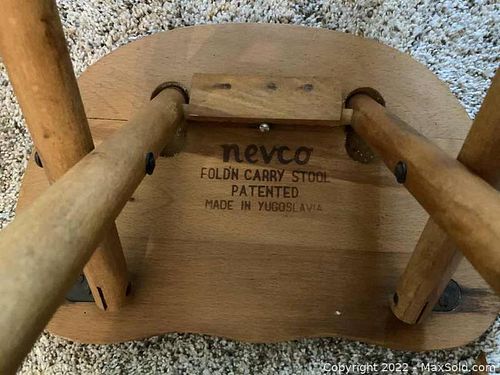 nevco
FOLD'N CARRY STOOL
PATENTED
MADE IN YUGOSLAVIA
Copyright 2022 - MaxSold.com